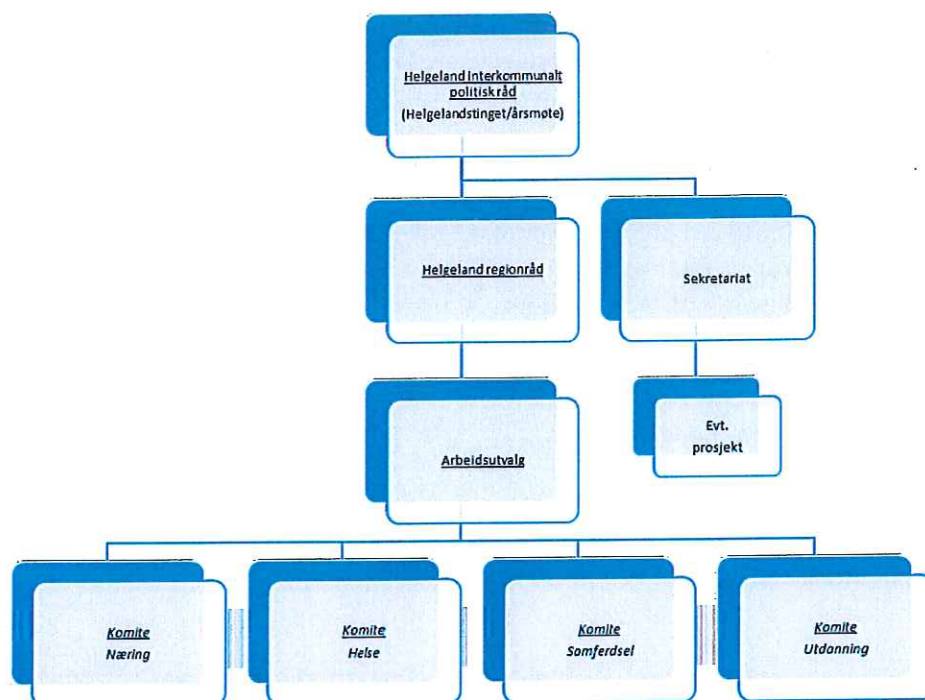 Helgeland interkommunalt
politisk råd
(Helgelandstinget/årsmøte)
Helgeland regionråd
Sekretariat
Arbeidsutvalg
Evt.
prosjekt
Komite
Næring
Komite
Helse
Komite
Somferdsel
Komite
Utdanning